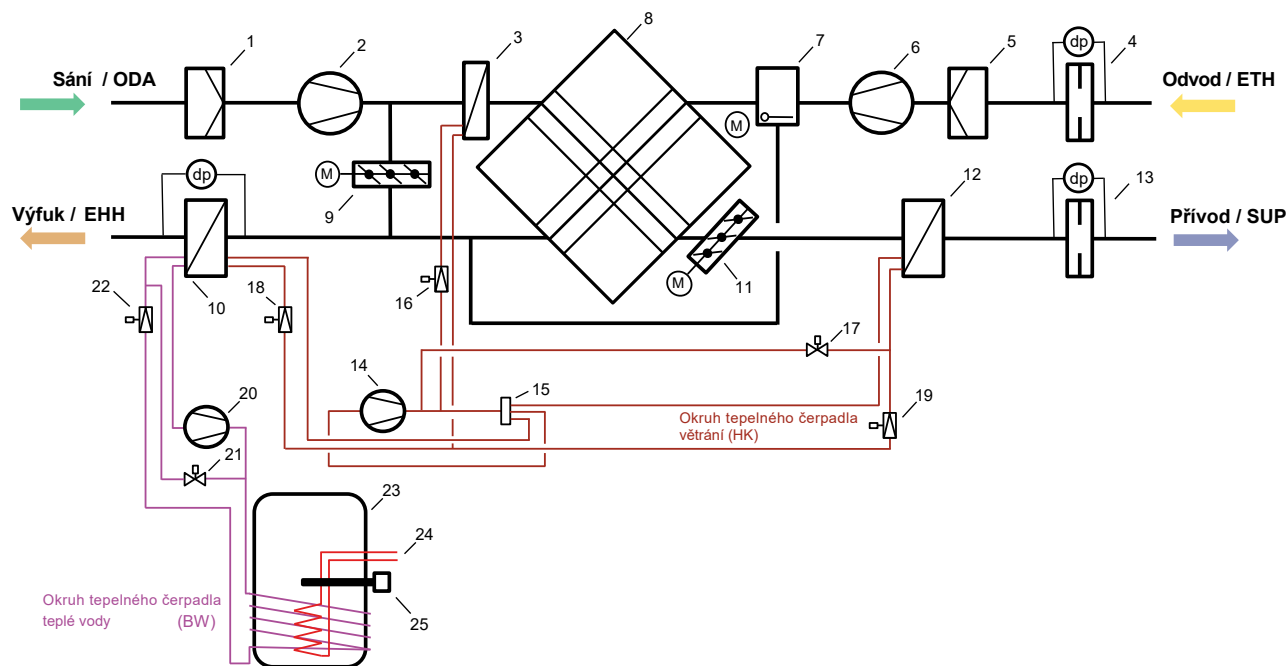 1
2
3
8
7
6
5
dp
4
Sání / ODA
Odvod / ETH
M
M
9
dp
12
dp
13
Výfuk / EHH
Přívod / SUP
M
11
22
10
18
16
17
14
15
20
19
Okruh tepelného čerpadla
větrání (HK)
21
23
24
25
Okruh tepelného čerpadla
teplé vody (BW)